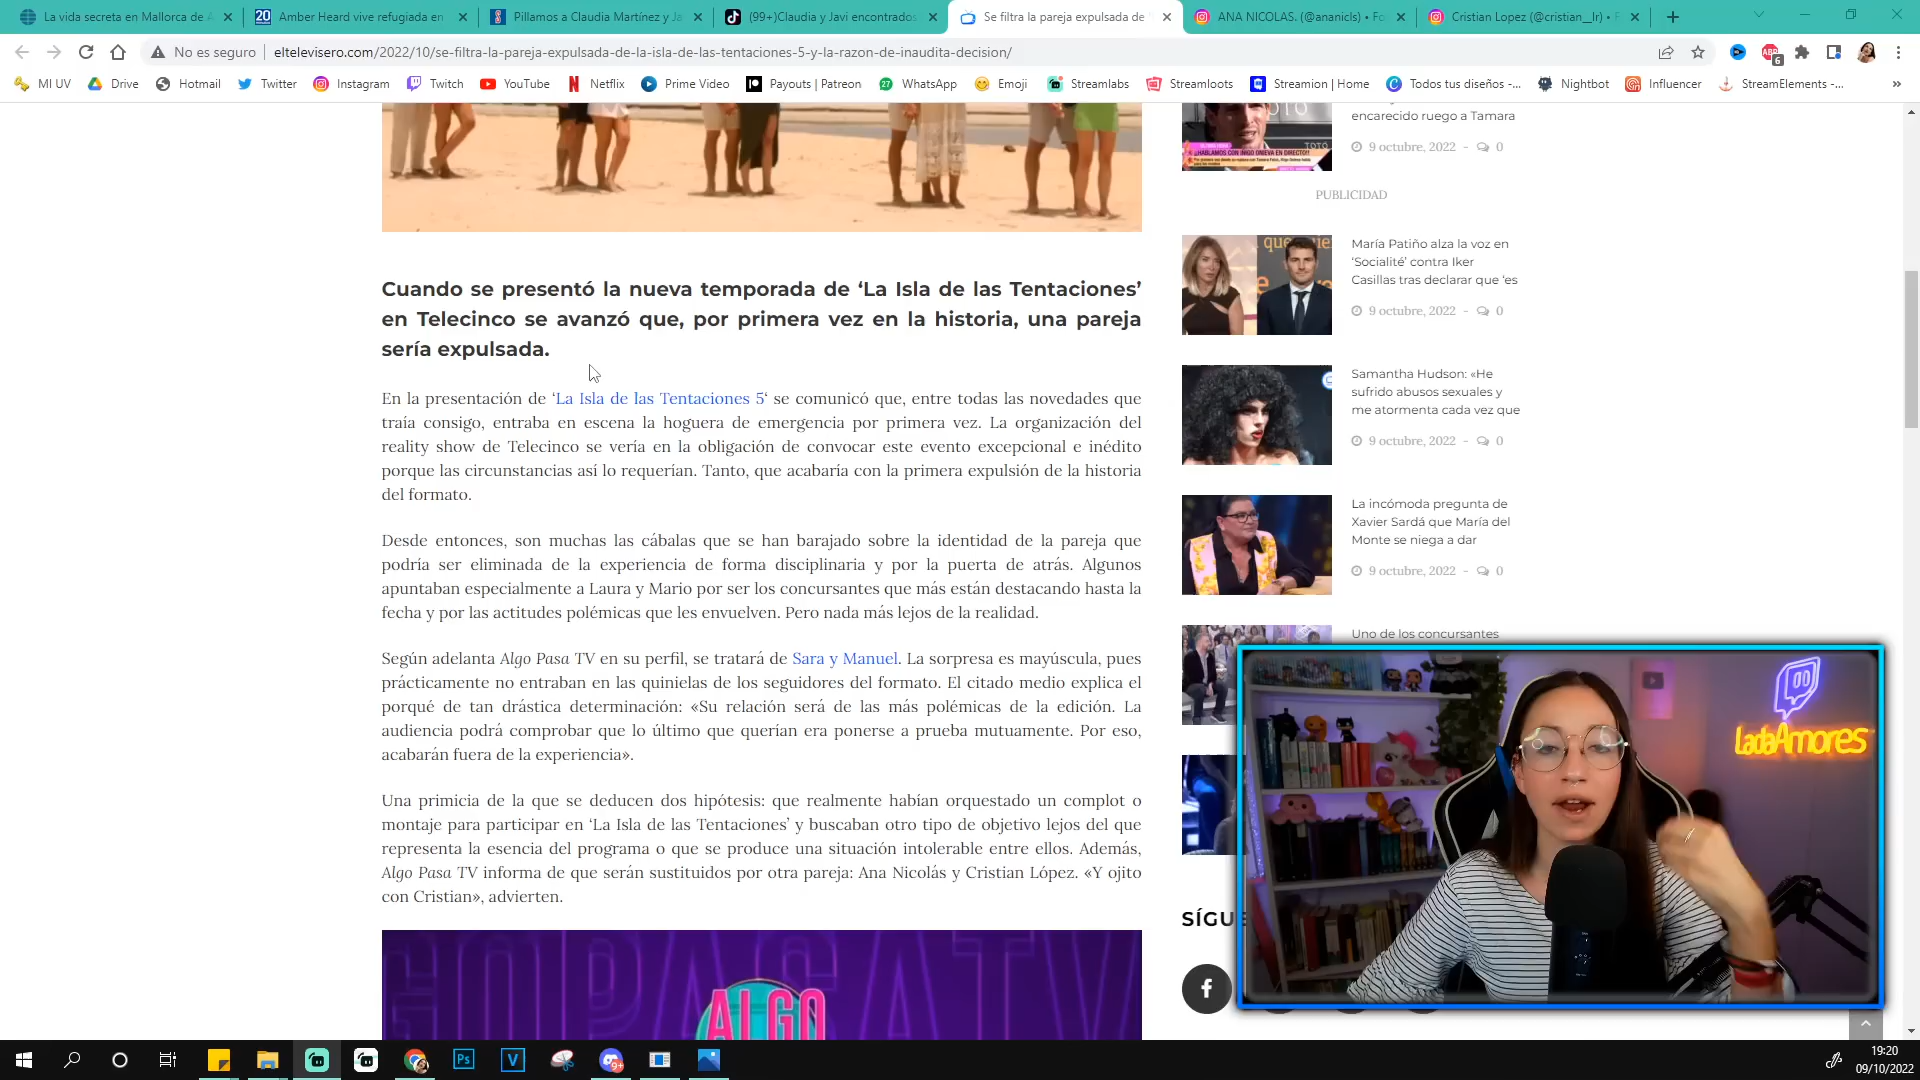 La vida secreta en Mallorca de
Amber Heard vive refugiada en
Pillamos a Claudia Martínez y Ja
(99+)Claudia y Javi encontrados
Se filtra la pareja expulsada de
ANA NICOLAS. (@ananicls) • Fo
Cristian Lopez (@cristian__lr) • F
No es seguro
eltelevisero.com/2022/10/se-filtra-la-pareja-expulsada-de-la-isla-de-las-tentaciones-5-y-la-razon-de-inaudita-decision/
MI UV
Drive
Hotmail
Twitter
Instagram
Twitch
YouTube
Netflix
Prime Video
Payouts | Patreon
WhatsApp
Emoji
Streamlabs
Streamloots
Streamion | Home
Todos tus diseños -...
Nightbot
Influencer
StreamElements -...
»
Cuando se presentó la nueva temporada de ‘La Isla de las Tentaciones’
en Telecinco se avanzó que, por primera vez en la historia, una pareja
sería expulsada.
En la presentación de ‘La Isla de las Tentaciones 5‘ se comunicó que, entre todas las novedades que
traía consigo, entraba en escena la hoguera de emergencia por primera vez. La organización del
reality show de Telecinco se vería en la obligación de convocar este evento excepcional e inédito
porque las circunstancias así lo requerían. Tanto, que acabaría con la primera expulsión de la historia
del formato.
Desde entonces, son muchas las cábalas que se han barajado sobre la identidad de la pareja que
podría ser eliminada de la experiencia de forma disciplinaria y por la puerta de atrás. Algunos
apuntaban especialmente a Laura y Mario por ser los concursantes que más están destacando hasta la
fecha y por las actitudes polémicas que les envuelven. Pero nada más lejos de la realidad.
Según adelanta Algo Pasa TV en su perfil, se tratará de Sara y Manuel. La sorpresa es mayúscula, pues
prácticamente no entraban en las quinielas de los seguidores del formato. El citado medio explica el
porqué de tan drástica determinación: «Su relación será de las más polémicas de la edición. La
audiencia podrá comprobar que lo último que querían era ponerse a prueba mutuamente. Por eso,
acabarán fuera de la experiencia».
Una primicia de la que se deducen dos hipótesis: que realmente habían orquestado un complot o
montaje para participar en ‘La Isla de las Tentaciones’ y buscaban otro tipo de objetivo lejos del que
representa la esencia del programa o que se produce una situación intolerable entre ellos. Además,
Algo Pasa TV informa de que serán sustituidos por otra pareja: Ana Nicolás y Cristian López. «Y ojito
con Cristian», advierten.
ALGO
encarecido ruego a Tamara
9 octubre, 2022 - 0
PUBLICIDAD
María Patiño alza la voz en
‘Socialité’ contra Iker
Casillas tras declarar que ‘es
9 octubre, 2022 - 0
Samantha Hudson: «He
sufrido abusos sexuales y
me atormenta cada vez que
9 octubre, 2022 - 0
La incómoda pregunta de
Xavier Sardá que María del
Monte se niega a dar
9 octubre, 2022 - 0
Uno de los concursantes
SÍGU
LadaAmores
19:20
09/10/2022